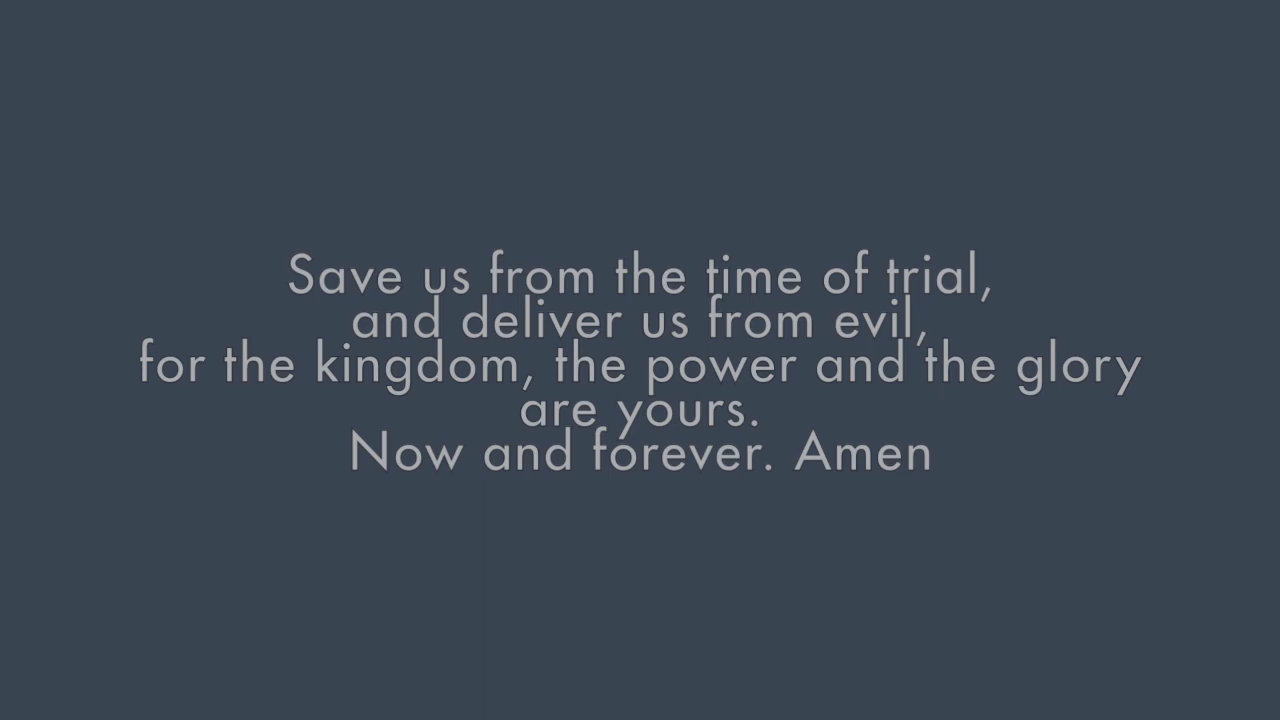 Save us from the time of trial,
and deliver us from evil,
for the kingdom, the power and the glory
are yours.
Now and forever. Amen